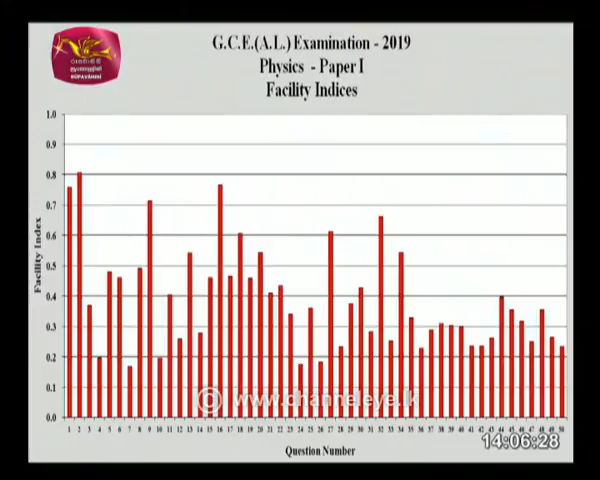 G.C.E.(A.L.) Examination - 2019
Physics - Paper I
Facility Indices
රූපවාහිනී
ரூபவாஹினி
RUPAVAHINI
1.0
0.9
0.8
0.7
0.6
0.5
0.4
0.3
0.2
0.1
0.0
Facility Index
1 2 3 4 5 6 7 8 9 10 11 12 13 14 15 16 17 18 19 20 21 22 23 24 25 26 27 28 29 30 31 32 33 34 35 36 37 38 39 40 41 42 43 44 45 46 47 48 49 50
Question Number
© www.channeleye.lk
14:06:28